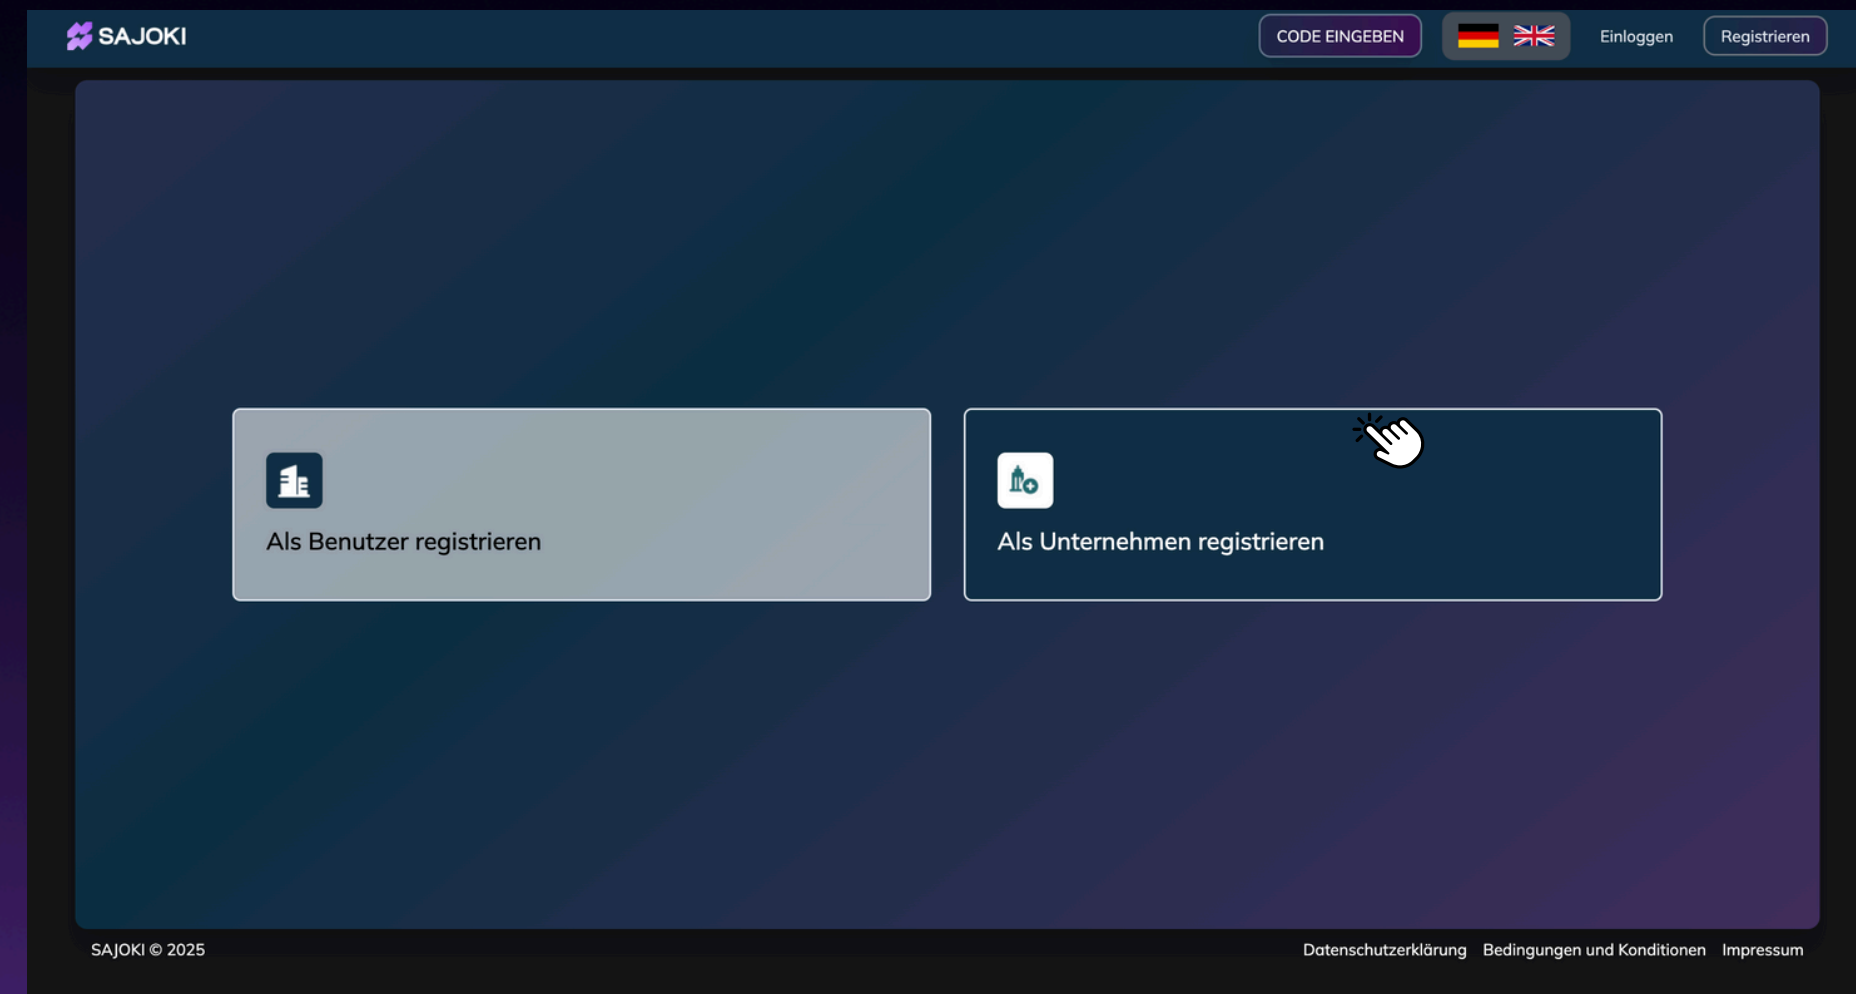 SAJOKI
CODE EINGEBEN
Einloggen
Registrieren
Als Benutzer registrieren
Als Unternehmen registrieren
SAJOKI © 2025
Datenschutzerklärung
Bedingungen und Konditionen
Impressum